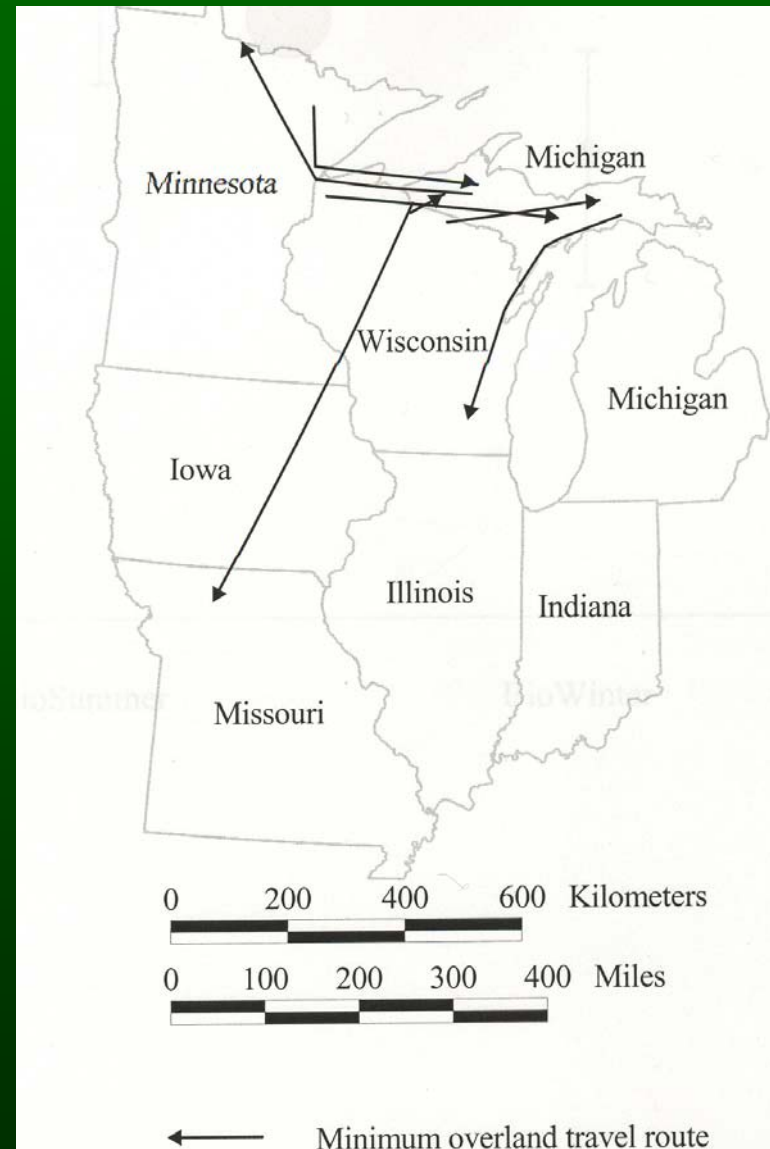 Michigan
Minnesota
Wisconsin
Michigan
Iowa
Illinois
Indiana
Missouri
BioWinter
0 200 400 600 Kilometers
0 100 200 300 400 Miles
Minimum overland travel route